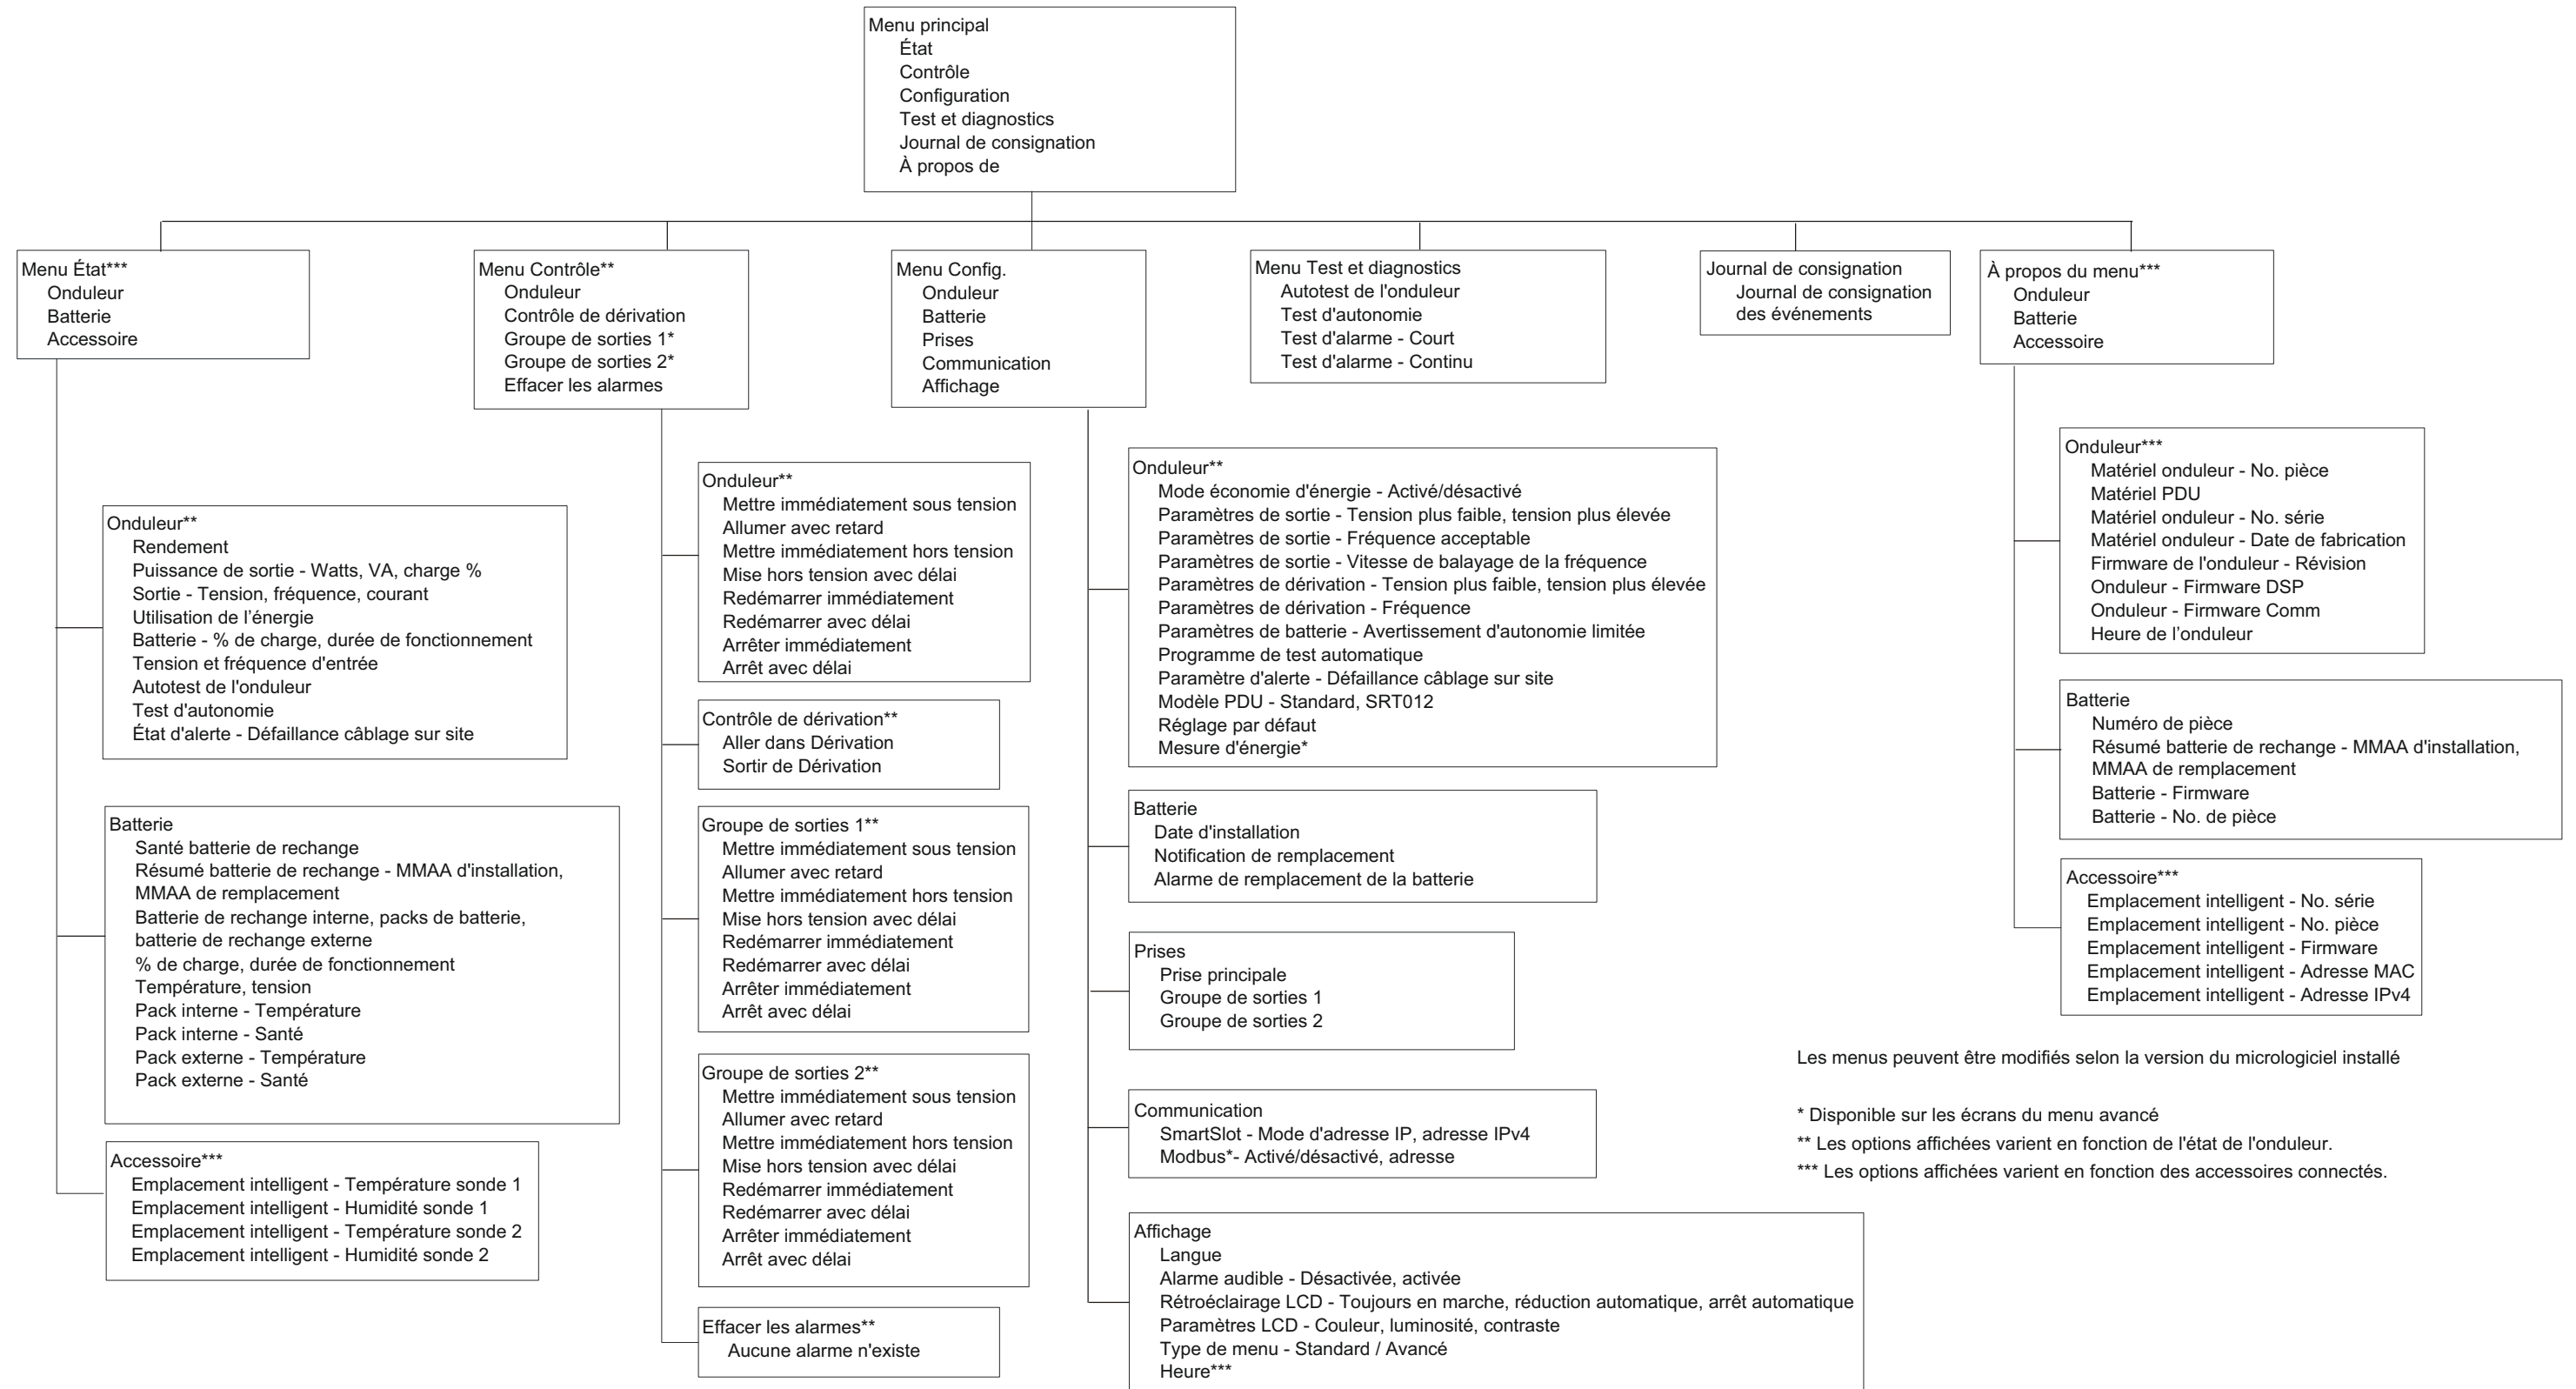 Menu principal
État
Contrôle
Configuration
Test et diagnostics
Journal de consignation
À propos de
Menu État***
Onduleur
Batterie
Accessoire
Onduleur**
Rendement
Puissance de sortie - Watts, VA, charge %
Sortie - Tension, fréquence, courant
Utilisation de l’énergie
Batterie - % de charge, durée de fonctionnement
Tension et fréquence d'entrée
Autotest de l'onduleur
Test d'autonomie
État d'alerte - Défaillance câblage sur site
Batterie
Santé batterie de rechange
Résumé batterie de rechange - MMAA d'installation,
MMAA de remplacement
Batterie de rechange interne, packs de batterie,
batterie de rechange externe
% de charge, durée de fonctionnement
Température, tension
Pack interne - Température
Pack interne - Santé
Pack externe - Température
Pack externe - Santé
Accessoire***
Emplacement intelligent - Température sonde 1
Emplacement intelligent - Humidité sonde 1
Emplacement intelligent - Température sonde 2
Emplacement intelligent - Humidité sonde 2
Menu Contrôle**
Onduleur
Contrôle de dérivation
Groupe de sorties 1*
Groupe de sorties 2*
Effacer les alarmes
Onduleur**
Mettre immédiatement sous tension
Allumer avec retard
Mettre immédiatement hors tension
Mise hors tension avec délai
Redémarrer immédiatement
Redémarrer avec délai
Arrêter immédiatement
Arrêt avec délai
Contrôle de dérivation**
Aller dans Dérivation
Sortir de Dérivation
Groupe de sorties 1**
Mettre immédiatement sous tension
Allumer avec retard
Mettre immédiatement hors tension
Mise hors tension avec délai
Redémarrer immédiatement
Redémarrer avec délai
Arrêter immédiatement
Arrêt avec délai
Groupe de sorties 2**
Mettre immédiatement sous tension
Allumer avec retard
Mettre immédiatement hors tension
Mise hors tension avec délai
Redémarrer immédiatement
Redémarrer avec délai
Arrêter immédiatement
Arrêt avec délai
Effacer les alarmes**
Aucune alarme n'existe
Menu Config.
Onduleur
Batterie
Prises
Communication
Affichage
Onduleur**
Mode économie d'énergie - Activé/désactivé
Paramètres de sortie - Tension plus faible, tension plus élevée
Paramètres de sortie - Fréquence acceptable
Paramètres de sortie - Vitesse de balayage de la fréquence
Paramètres de dérivation - Tension plus faible, tension plus élevée
Paramètres de dérivation - Fréquence
Paramètres de batterie - Avertissement d'autonomie limitée
Programme de test automatique
Paramètre d'alerte - Défaillance câblage sur site
Modèle PDU - Standard, SRT012
Réglage par défaut
Mesure d'énergie*
Batterie
Date d'installation
Notification de remplacement
Alarme de remplacement de la batterie
Prises
Prise principale
Groupe de sorties 1
Groupe de sorties 2
Communication
SmartSlot - Mode d'adresse IP, adresse IPv4
Modbus*- Activé/désactivé, adresse
Affichage
Langue
Alarme audible - Désactivée, activée
Rétroéclairage LCD - Toujours en marche, réduction automatique, arrêt automatique
Paramètres LCD - Couleur, luminosité, contraste
Type de menu - Standard / Avancé
Heure***
Menu Test et diagnostics
Autotest de l'onduleur
Test d'autonomie
Test d'alarme - Court
Test d'alarme - Continu
Journal de consignation
Journal de consignation
des événements
À propos du menu***
Onduleur
Batterie
Accessoire
Onduleur***
Matériel onduleur - No. pièce
Matériel PDU
Matériel onduleur - No. série
Matériel onduleur - Date de fabrication
Firmware de l'onduleur - Révision
Onduleur - Firmware DSP
Onduleur - Firmware Comm
Heure de l’onduleur
Batterie
Numéro de pièce
Résumé batterie de rechange - MMAA d'installation,
MMAA de remplacement
Batterie - Firmware
Batterie - No. de pièce
Accessoire***
Emplacement intelligent - No. série
Emplacement intelligent - No. pièce
Emplacement intelligent - Firmware
Emplacement intelligent - Adresse MAC
Emplacement intelligent - Adresse IPv4
Les menus peuvent être modifiés selon la version du micrologiciel installé
* Disponible sur les écrans du menu avancé
** Les options affichées varient en fonction de l'état de l'onduleur.
*** Les options affichées varient en fonction des accessoires connectés.